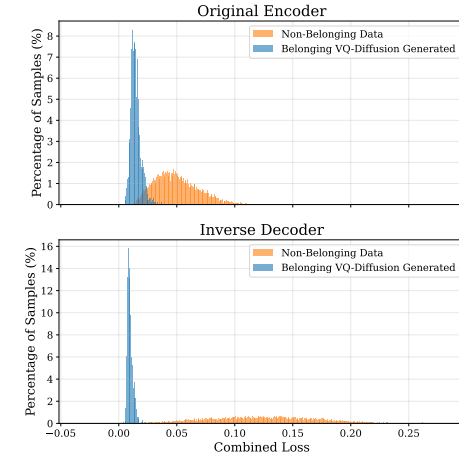 Original Encoder
Percentage of Samples (%)
8
7
6
5
4
3
2
1
0
Non-Belonging Data
Belonging VQ-Diffusion Generated
Inverse Decoder
Percentage of Samples (%)
16
14
12
10
8
6
4
2
0
Non-Belonging Data
Belonging VQ-Diffusion Generated
−0.05 0.00 0.05 0.10 0.15 0.20 0.25
Combined Loss